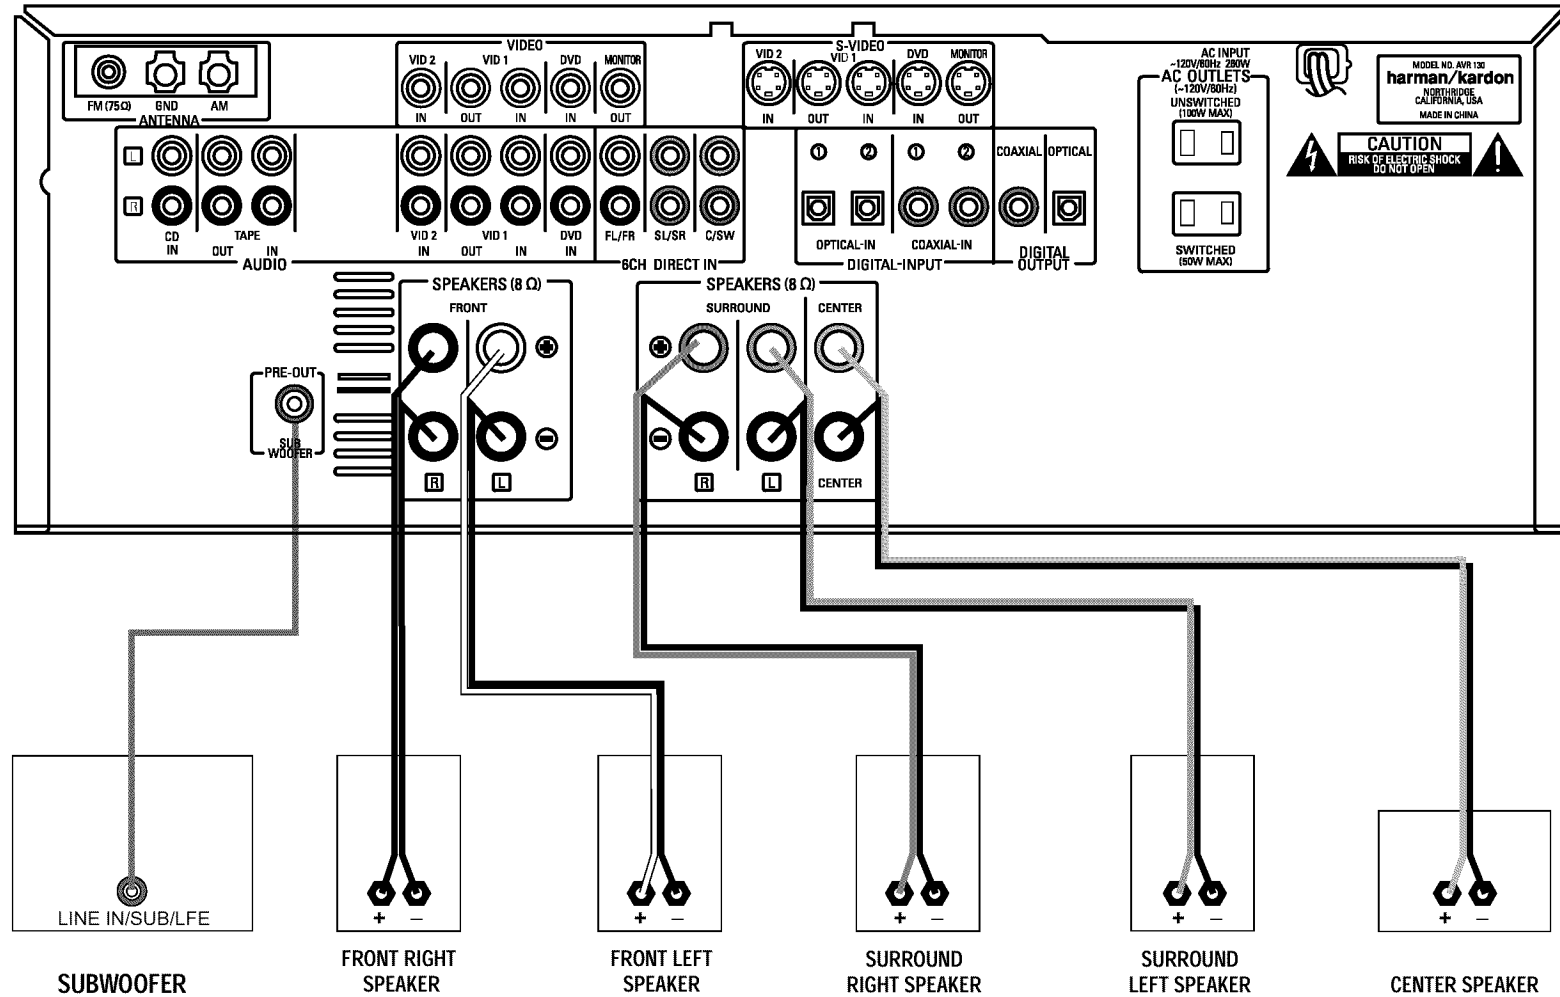 VIDEO
VID 2 VID 1 DVD MONITOR
IN OUT IN IN OUT
S-VIDEO
VID 2 VID 1 DVD MONITOR
IN OUT IN IN OUT
FM (75Ω) GND AM
ANTENNA
AC INPUT
~120V/60Hz 260W
AC OUTLETS
(~120V/60Hz)
UNSWITCHED
(100W MAX)
SWITCHED
(50W MAX)
MODEL NO. AVR 130
harman/kardon
NORTHRIDGE
CALIFORNIA, USA
MADE IN CHINA
CAUTION
RISK OF ELECTRIC SHOCK
DO NOT OPEN
L
R
CD TAPE
IN OUT IN
AUDIO
VID 2 VID 1 DVD
IN OUT IN IN
FL/FR SL/SR C/SW
6CH DIRECT IN
1 2 1 2
OPTICAL-IN COAXIAL-IN
DIGITAL-INPUT
COAXIAL OPTICAL
DIGITAL
OUTPUT
SPEAKERS (8 Ω)
FRONT
+
−
R L
SPEAKERS (8 Ω)
SURROUND CENTER
+
−
R L CENTER
PRE-OUT
SUB
WOOFER
LINE IN/SUB/LFE
+ − + − + − + − + −
SUBWOOFER
FRONT RIGHT
SPEAKER
FRONT LEFT
SPEAKER
SURROUND
RIGHT SPEAKER
SURROUND
LEFT SPEAKER
CENTER SPEAKER